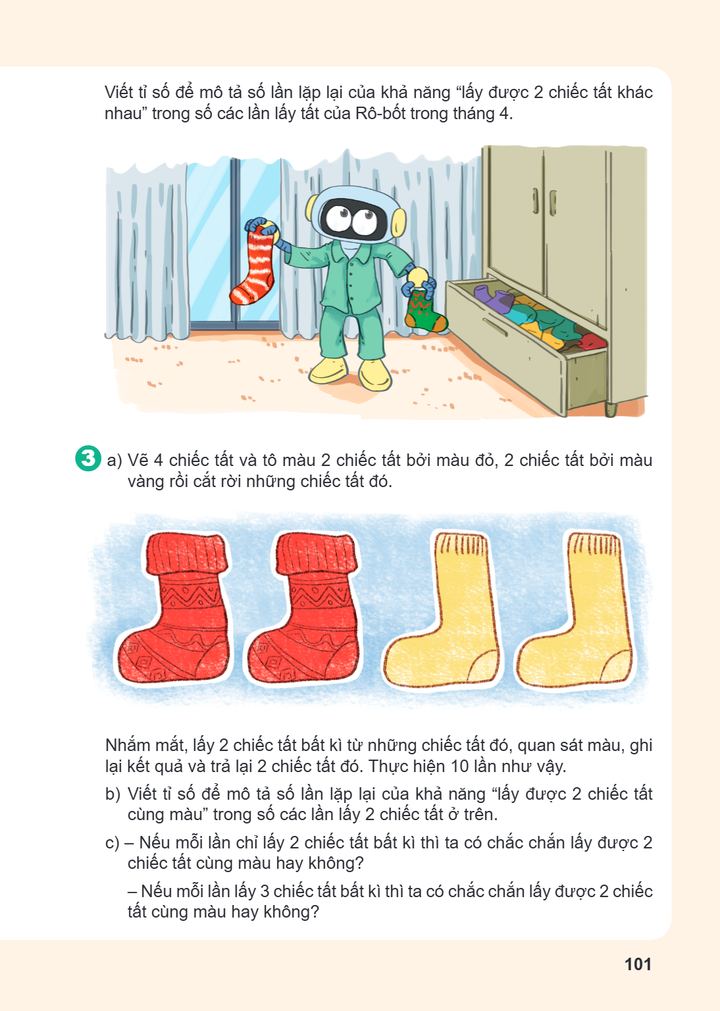 Viết tỉ số để mô tả số lần lặp lại của khả năng “lấy được 2 chiếc tất khác
nhau” trong số các lần lấy tất của Rô-bốt trong tháng 4.
3 a) Vẽ 4 chiếc tất và tô màu 2 chiếc tất bởi màu đỏ, 2 chiếc tất bởi màu
vàng rồi cắt rời những chiếc tất đó.
Nhắm mắt, lấy 2 chiếc tất bất kì từ những chiếc tất đó, quan sát màu, ghi
lại kết quả và trả lại 2 chiếc tất đó. Thực hiện 10 lần như vậy.
b) Viết tỉ số để mô tả số lần lặp lại của khả năng “lấy được 2 chiếc tất
cùng màu” trong số các lần lấy 2 chiếc tất ở trên.
c) – Nếu mỗi lần chỉ lấy 2 chiếc tất bất kì thì ta có chắc chắn lấy được 2
chiếc tất cùng màu hay không?
– Nếu mỗi lần lấy 3 chiếc tất bất kì thì ta có chắc chắn lấy được 2 chiếc
tất cùng màu hay không?
101